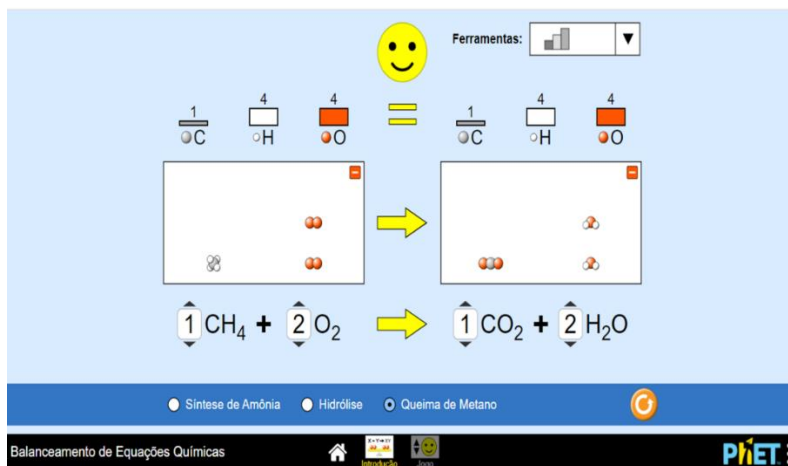 Ferramentas:
1 4 4 1 4 4
C H O = C H O
1 CH₄ + 2 O₂ 1 CO₂ + 2 H₂O
Síntese de Amônia Hidrólise Queima de Metano
Balanceamento de Equações Químicas Introdução Jogo PhET